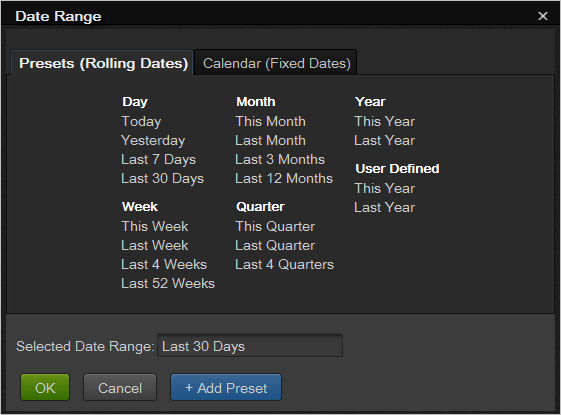 Date Range
Presets (Rolling Dates)
Calendar (Fixed Dates)
Day
Today
Yesterday
Last 7 Days
Last 30 Days
Week
This Week
Last Week
Last 4 Weeks
Last 52 Weeks
Month
This Month
Last Month
Last 3 Months
Last 12 Months
Quarter
This Quarter
Last Quarter
Last 4 Quarters
Year
This Year
Last Year
User Defined
This Year
Last Year
Selected Date Range: Last 30 Days
OK
Cancel
+ Add Preset